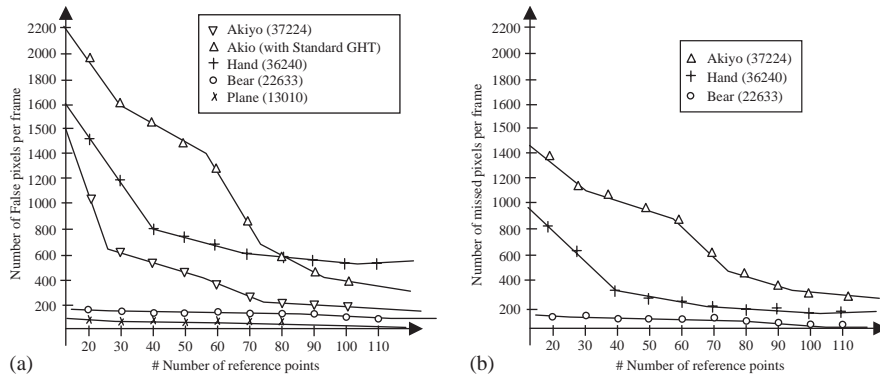 2200
2000
1800
1600
1500
1400
1200
1000
800
600
400
200
Number of False pixels per frame
Akiyo (37224)
Akio (with Standard GHT)
Hand (36240)
Bear (22633)
Plane (13010)
20 30 40 50 60 70 80 90 100 110
# Number of reference points
(a)
2200
2000
1800
1600
1400
1200
1000
800
600
400
200
Number of missed pixels per frame
Akiyo (37224)
Hand (36240)
Bear (22633)
20 30 40 50 60 70 80 90 100 110
# Number of reference points
(b)